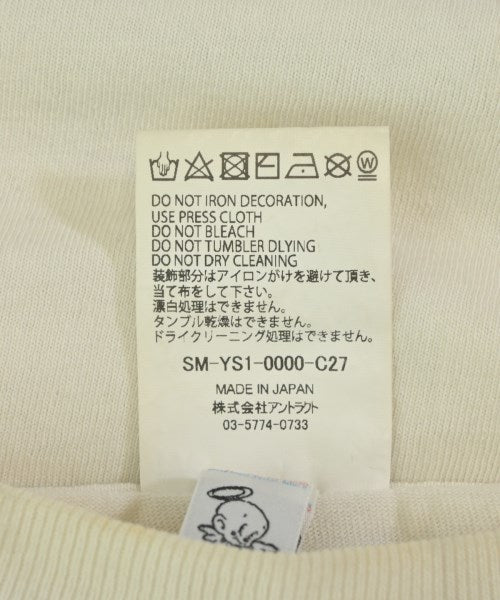 DO NOT IRON DECORATION,
USE PRESS CLOTH
DO NOT BLEACH
DO NOT TUMBLER DLYING
DO NOT DRY CLEANING
装飾部分はアイロンがけを避けて頂き、
当て布をして下さい。
漂白処理はできません。
タンブル乾燥はできません。
ドライクリーニング処理はできません。
SM-YS1-0000-C27
MADE IN JAPAN
株式会社アントラクト
03-5774-0733